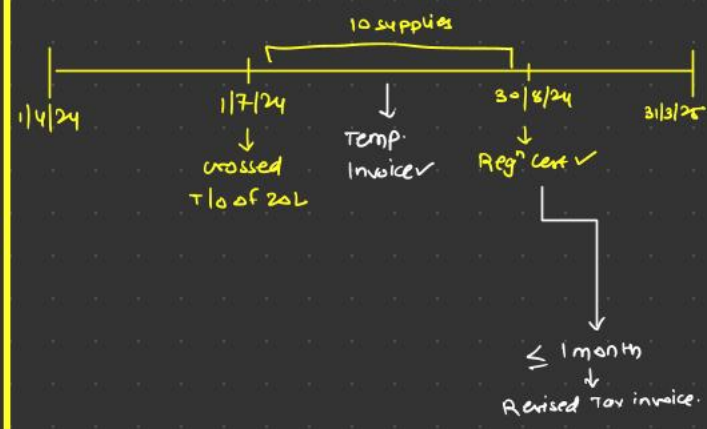 10 supplies
1/4/24
1/7/24
30/8/24
31/3/25
↓
crossed
T/o of 20L
↓
Temp.
Invoice✓
↓
Regⁿ Cert ✓
≤ 1 month
↓
Revised Tax invoice.